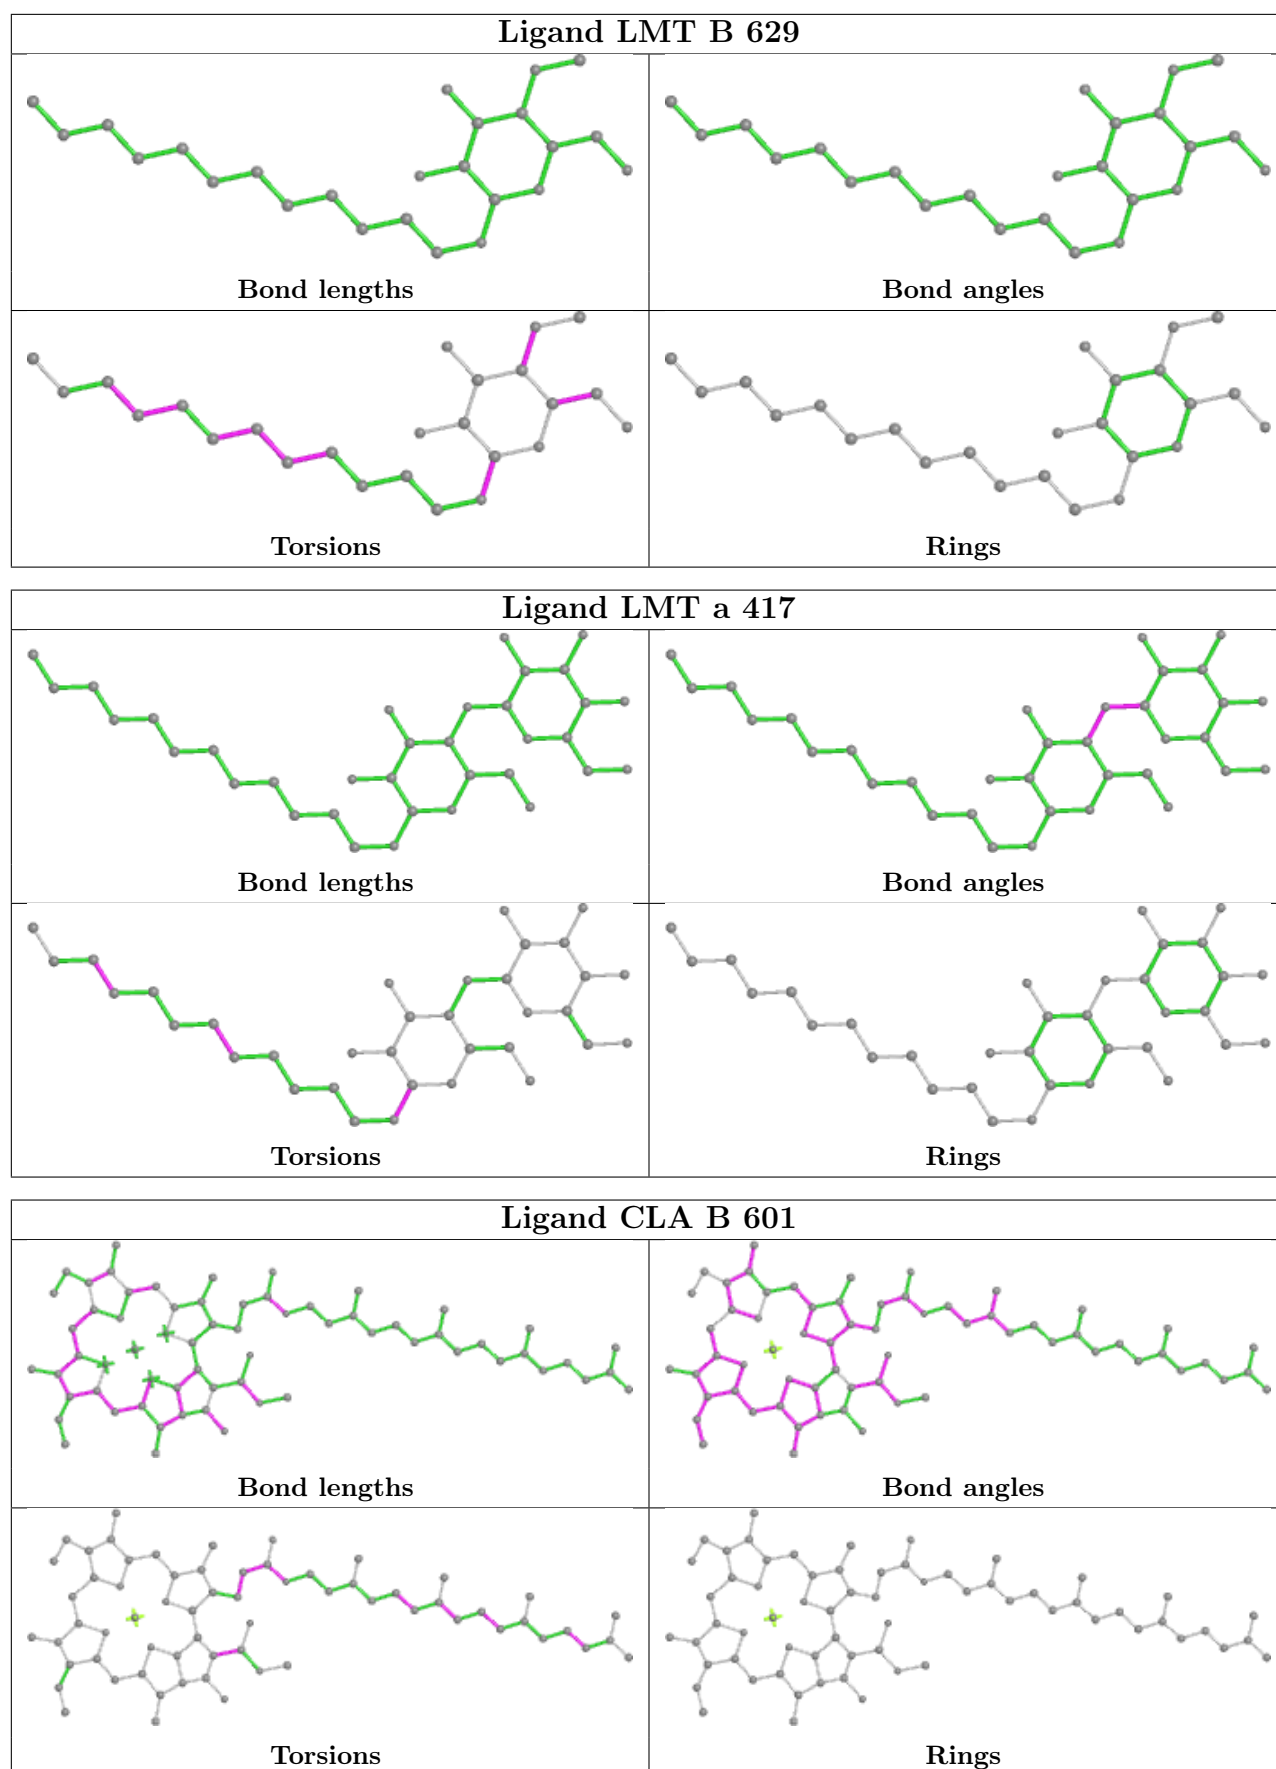 Ligand LMT B 629
Bond lengths
Bond angles
Torsions
Rings
Ligand LMT a 417
Bond lengths
Bond angles
Torsions
Rings
Ligand CLA B 601
Bond lengths
Bond angles
Torsions
Rings